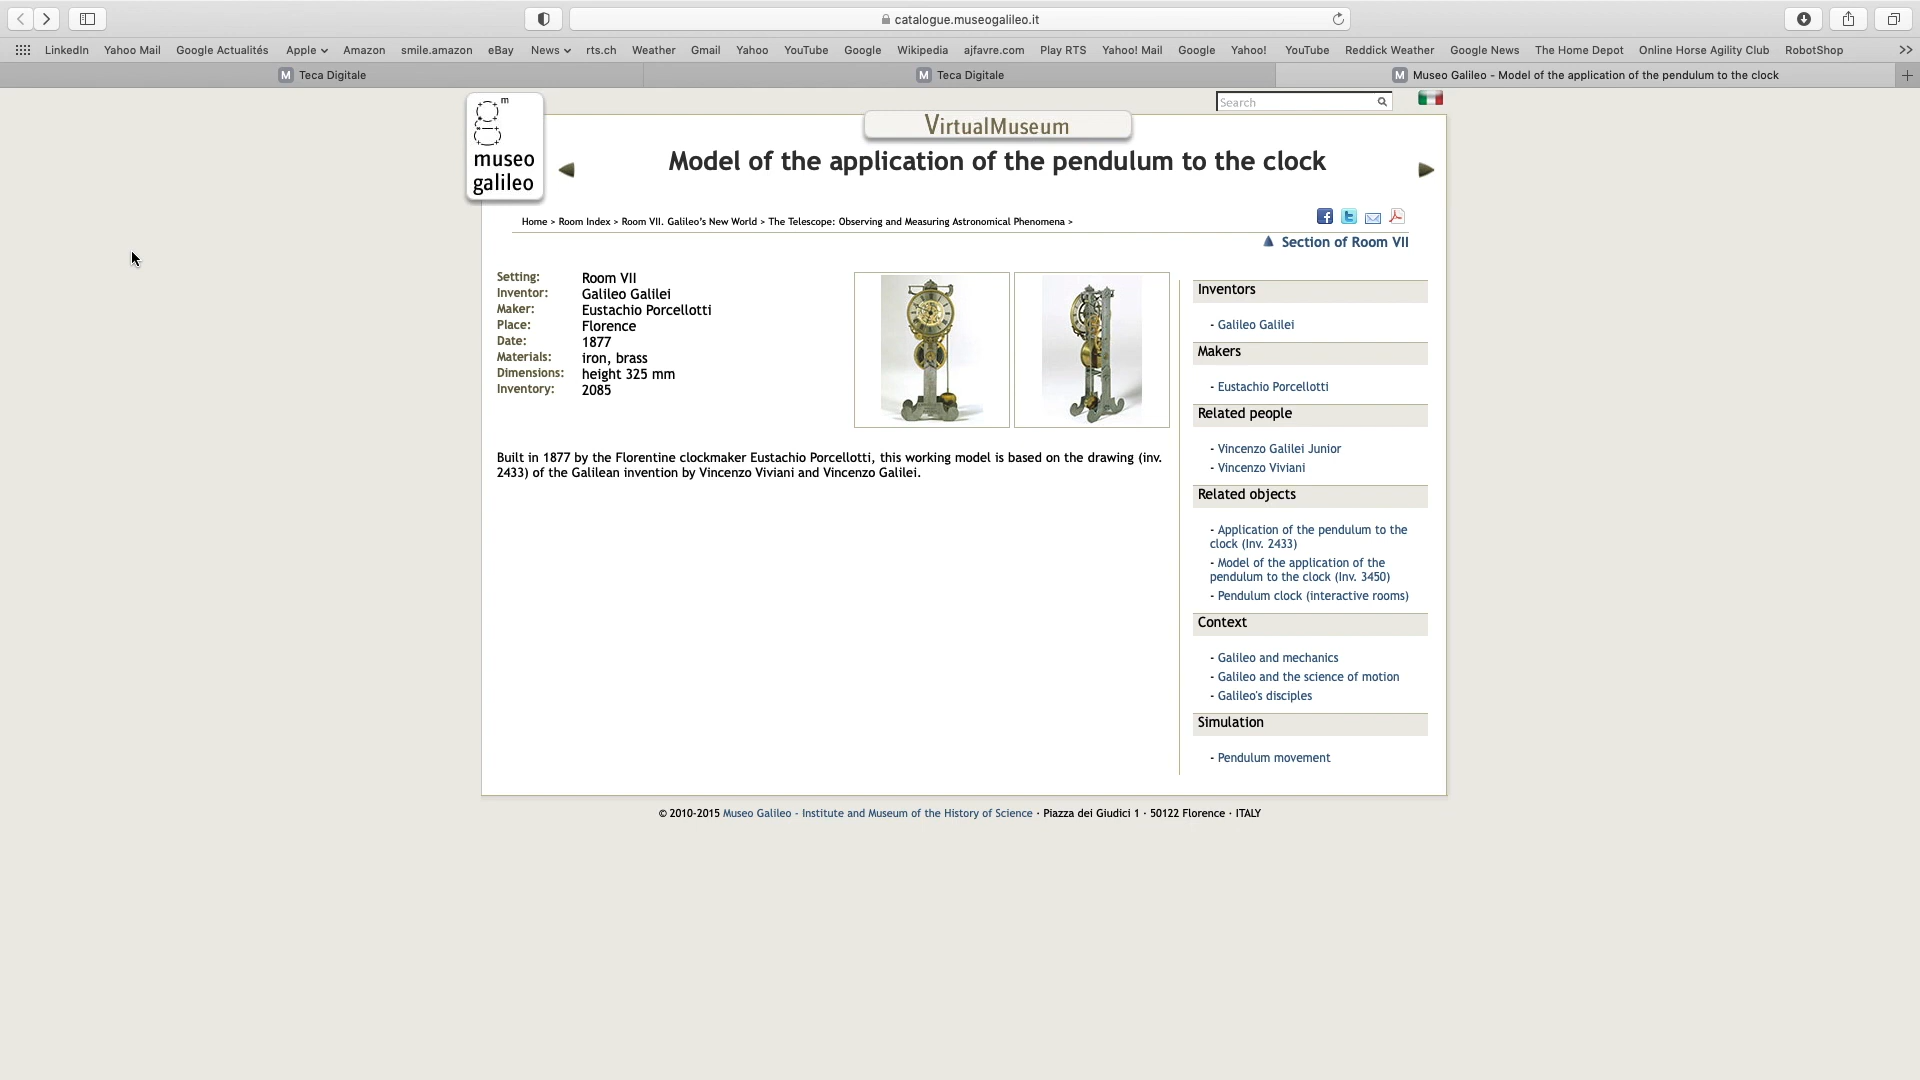 catalogue.museogalileo.it
LinkedIn Yahoo Mail Google Actualités Apple Amazon smile.amazon eBay News rts.ch Weather Gmail Yahoo YouTube Google Wikipedia ajfavre.com Play RTS Yahoo! Mail Google Yahoo! YouTube Reddick Weather Google News The Home Depot Online Horse Agility Club RobotShop >>
M Teca Digitale M Teca Digitale M Museo Galileo - Model of the application of the pendulum to the clock +
Search
m
museo
galileo
VirtualMuseum
Model of the application of the pendulum to the clock
Home > Room Index > Room VII. Galileo's New World > The Telescope: Observing and Measuring Astronomical Phenomena >
Section of Room VII
Setting: Room VII
Inventor: Galileo Galilei
Maker: Eustachio Porcellotti
Place: Florence
Date: 1877
Materials: iron, brass
Dimensions: height 325 mm
Inventory: 2085
Built in 1877 by the Florentine clockmaker Eustachio Porcellotti, this working model is based on the drawing (inv.
2433) of the Galilean invention by Vincenzo Viviani and Vincenzo Galilei.
Inventors
- Galileo Galilei
Makers
- Eustachio Porcellotti
Related people
- Vincenzo Galilei Junior
- Vincenzo Viviani
Related objects
- Application of the pendulum to the
clock (Inv. 2433)
- Model of the application of the
pendulum to the clock (Inv. 3450)
- Pendulum clock (interactive rooms)
Context
- Galileo and mechanics
- Galileo and the science of motion
- Galileo's disciples
Simulation
- Pendulum movement
© 2010-2015 Museo Galileo - Institute and Museum of the History of Science · Piazza dei Giudici 1 · 50122 Florence · ITALY